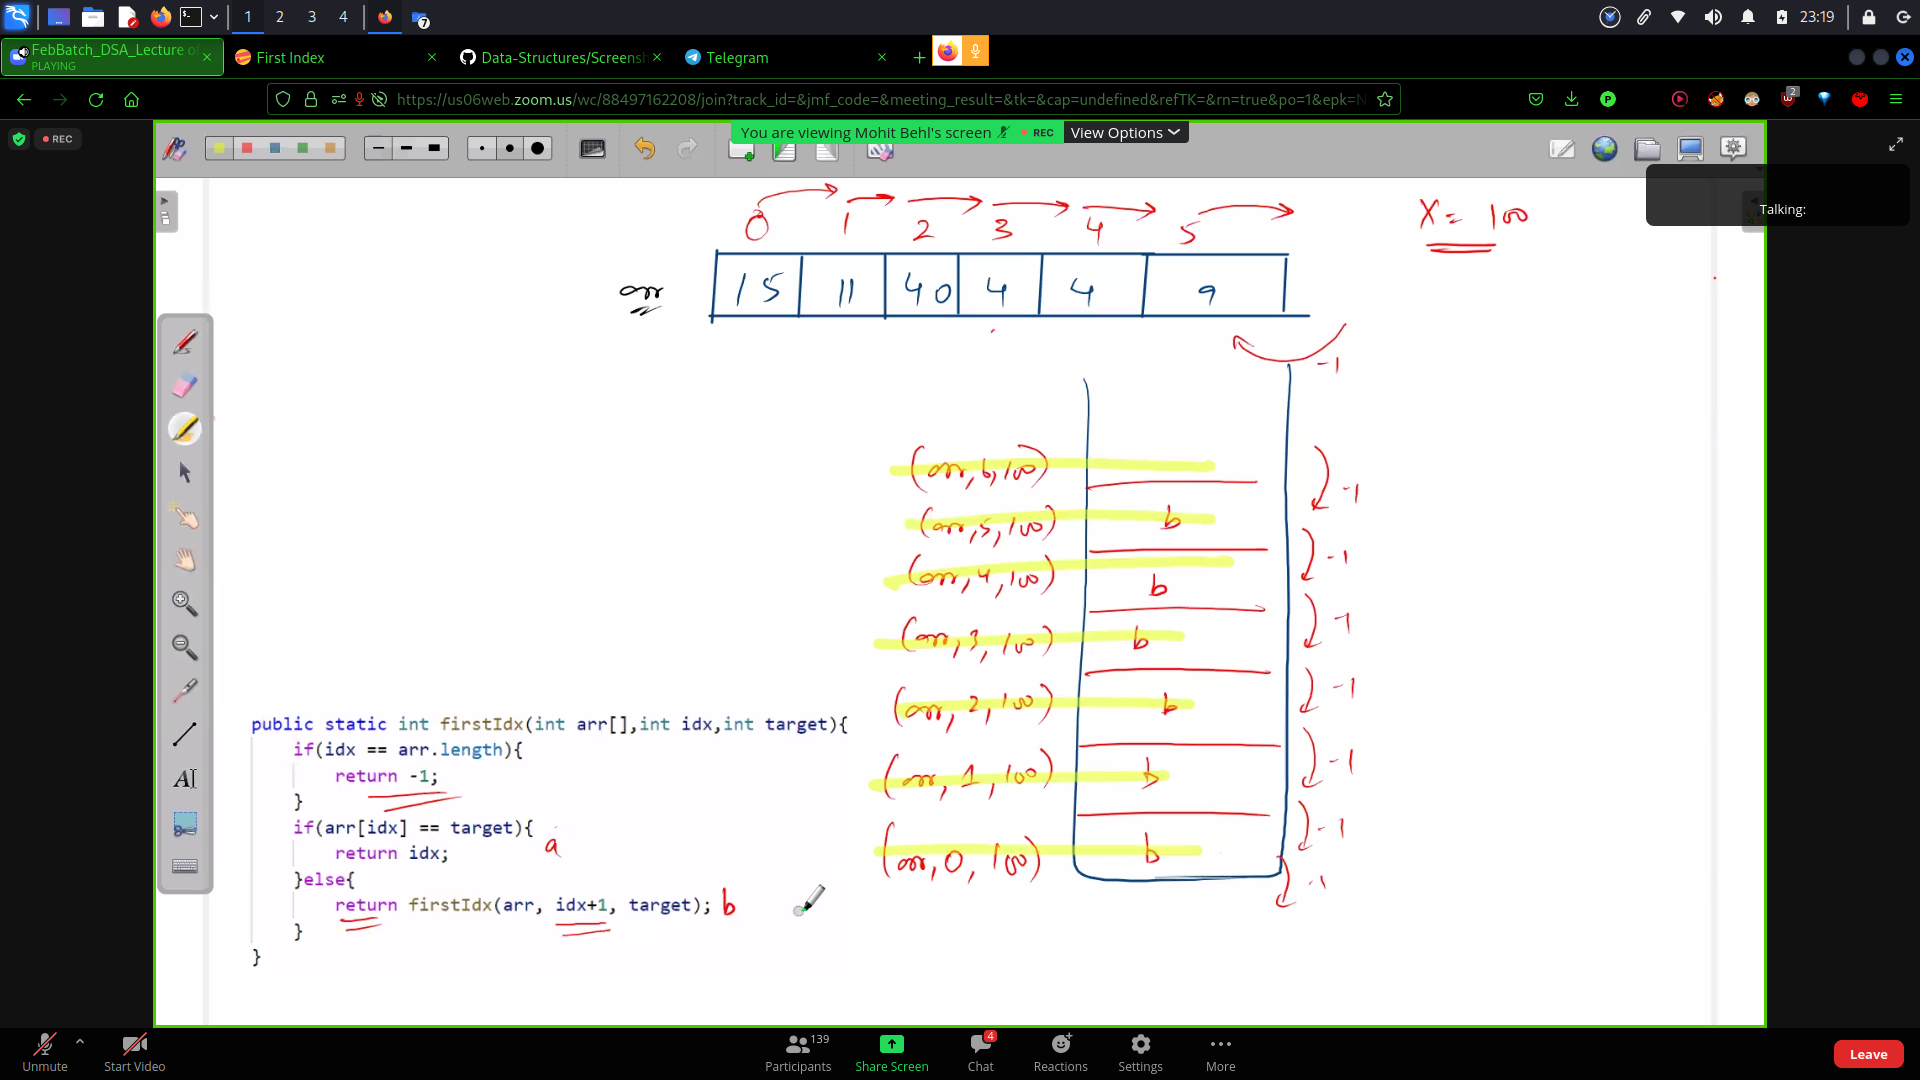 1 2 3 4
7
23:19
FebBatch_DSA_Lecture o
PLAYING
First Index
Data-Structures/Screensh
Telegram
https://us06web.zoom.us/wc/88497162208/join?track_id=&jmf_code=&meeting_result=&tk=&cap=undefined&refTK=&rn=true&po=1&epk=N
2
REC
You are viewing Mohit Behl's screen REC View Options
Talking:
0 1 2 3 4 5
X = 100
arr 15 11 40 4 4 9
-1
(arr, 6, 100)
-1
(arr, 5, 100) b
-1
(arr, 4, 100) b
-1
(arr, 3, 100) b
-1
(arr, 2, 100) b
-1
(arr, 1, 100) b
-1
(arr, 0, 100) b
-1
public static int firstIdx(int arr[],int idx,int target){
if(idx == arr.length){
return -1;
}
if(arr[idx] == target){ a
return idx;
}else{
return firstIdx(arr, idx+1, target); b
}
}
AI
Unmute
Start Video
Participants 139
Share Screen
Chat 4
Reactions
Settings
More
Leave